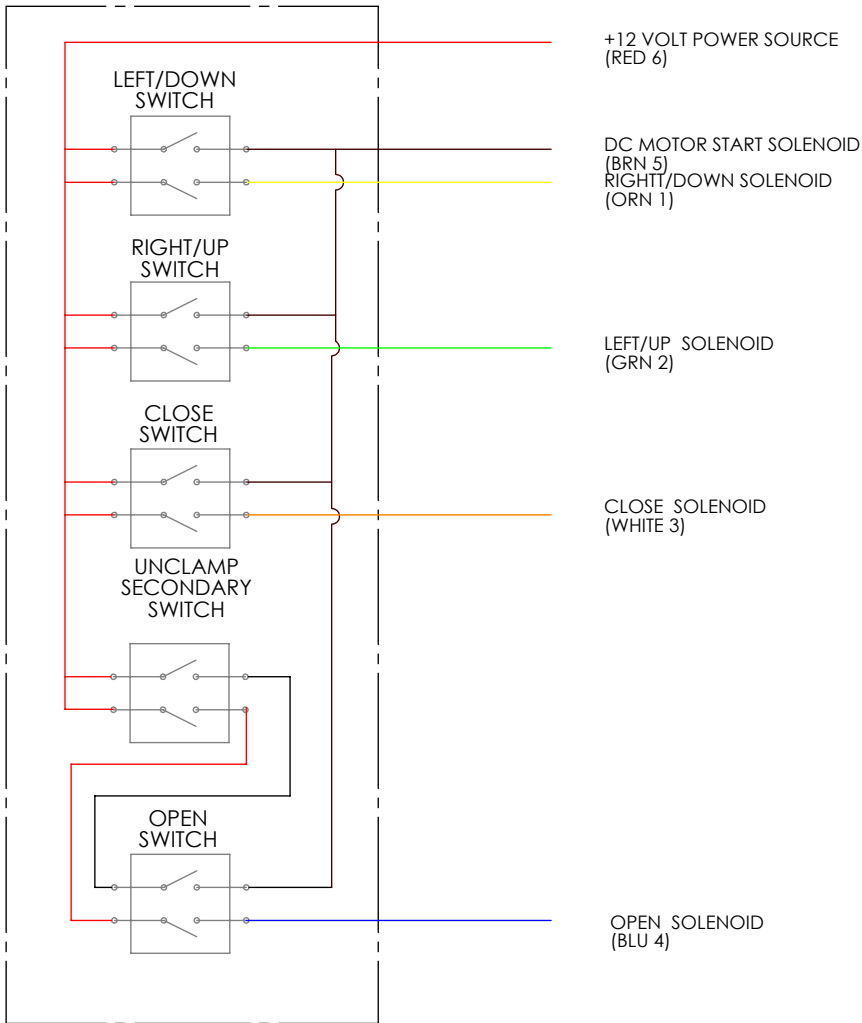 +12 VOLT POWER SOURCE
(RED 6)
LEFT/DOWN
SWITCH
DC MOTOR START SOLENOID
(BRN 5)
RIGHTT/DOWN SOLENOID
(ORN 1)
RIGHT/UP
SWITCH
LEFT/UP SOLENOID
(GRN 2)
CLOSE
SWITCH
CLOSE SOLENOID
(WHITE 3)
UNCLAMP
SECONDARY
SWITCH
OPEN
SWITCH
OPEN SOLENOID
(BLU 4)